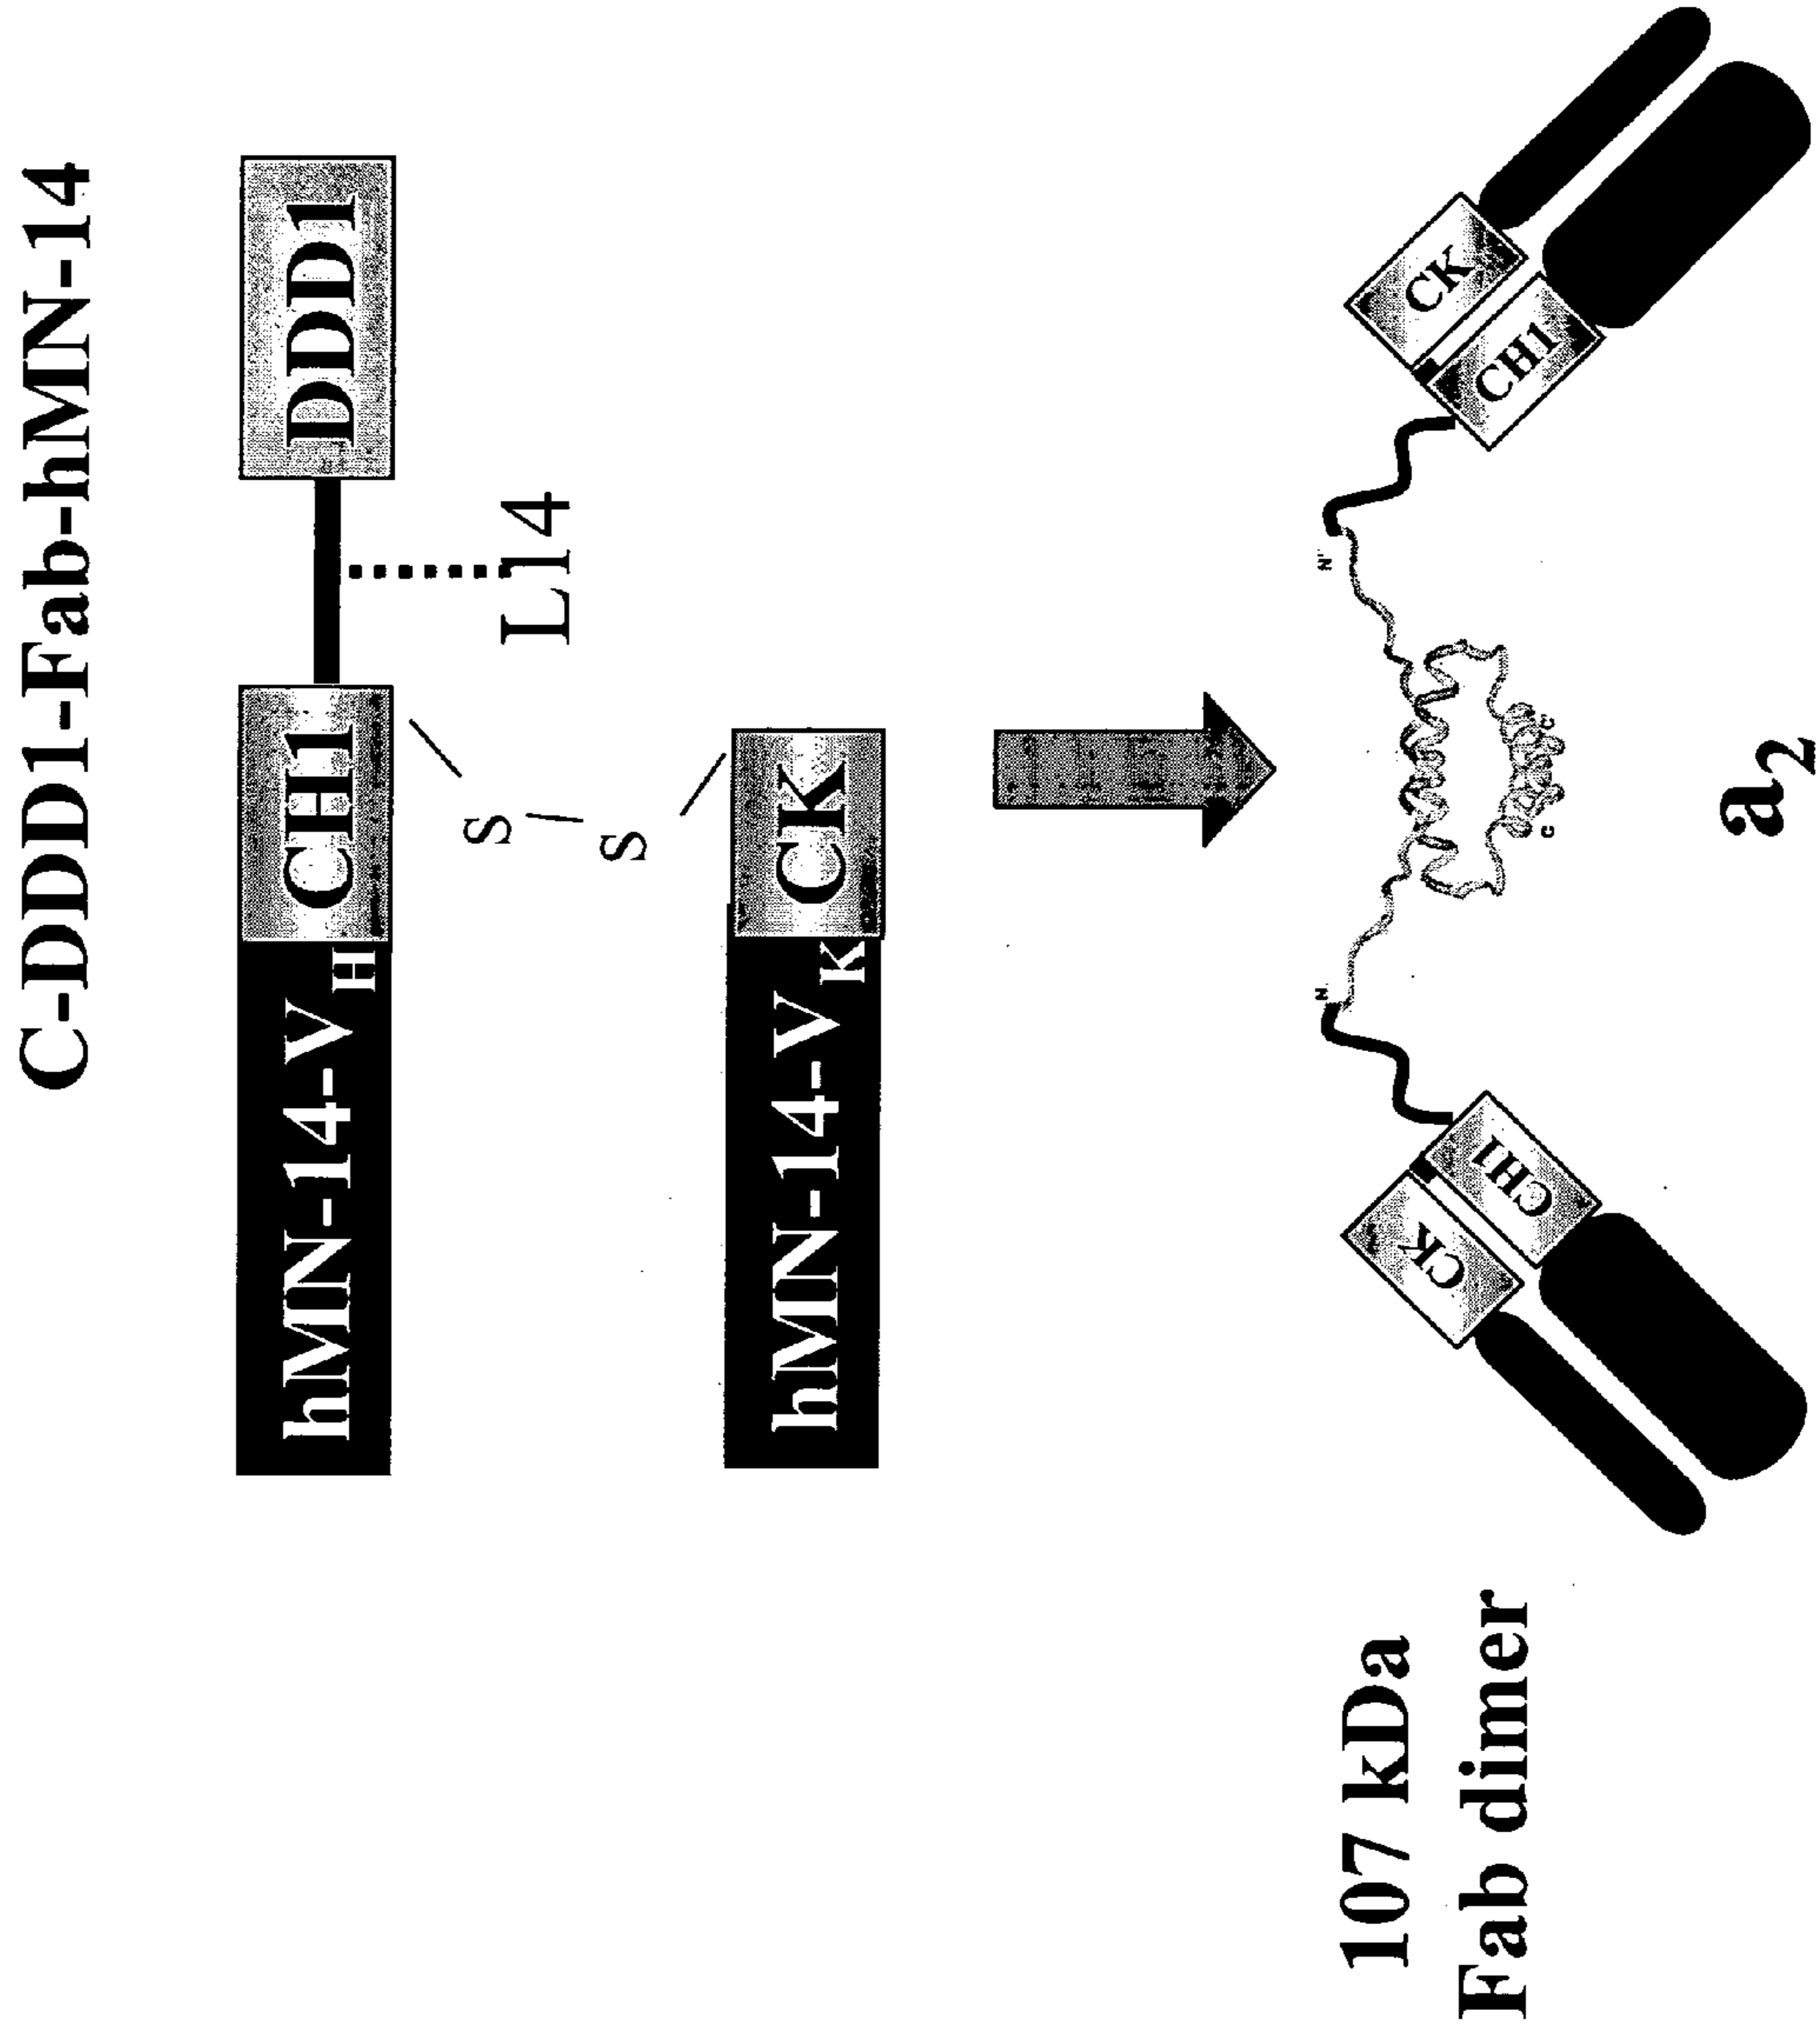 C-DDD1-Fab-hMN-14
hMN-14-VH CH1 DDD1
L14
S
S
hMN-14-VK CK
107 kDa
Fab dimer
CK
CH1
N
N'
CH1
CK
C
C'
a2